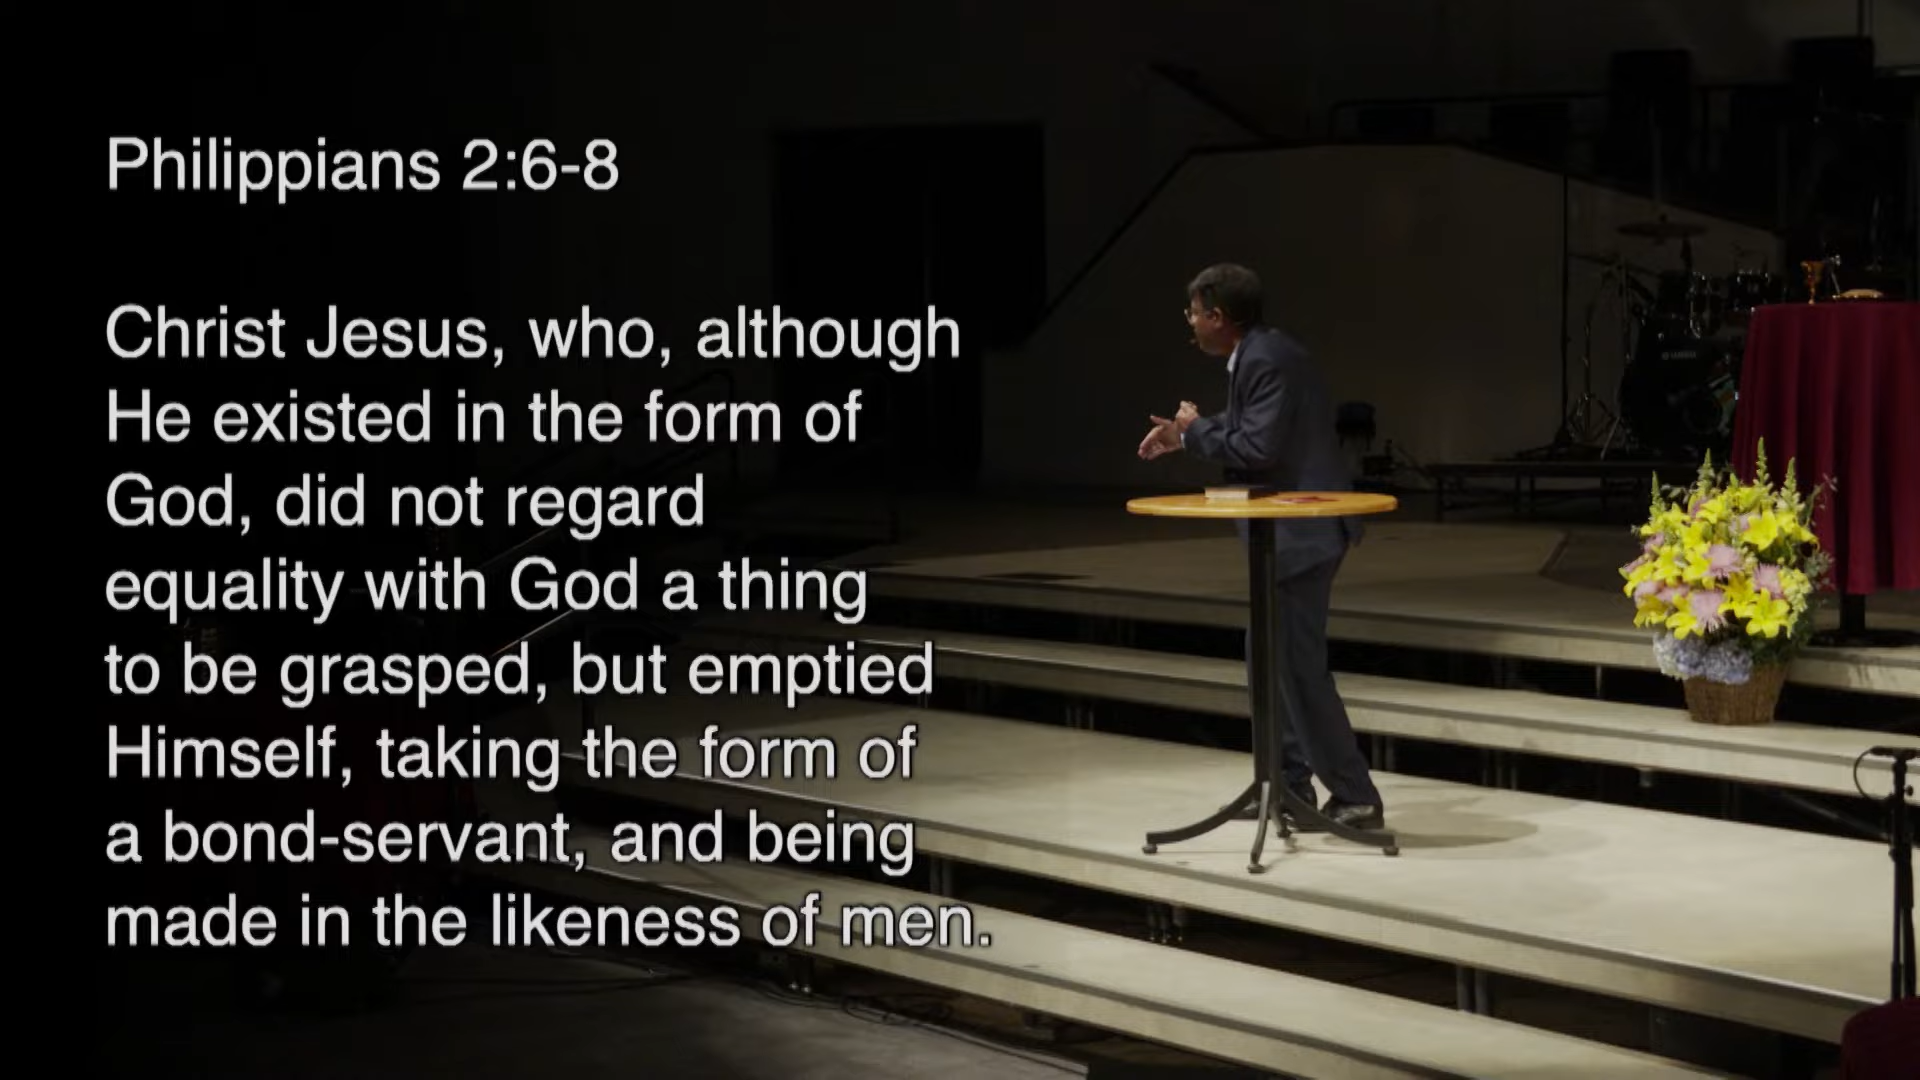 Philippians 2:6-8
Christ Jesus, who, although
He existed in the form of
God, did not regard
equality with God a thing
to be grasped, but emptied
Himself, taking the form of
a bond-servant, and being
made in the likeness of men.